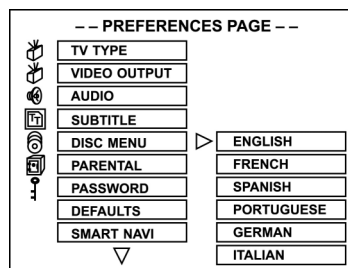 -- PREFERENCES PAGE --
TV TYPE
VIDEO OUTPUT
AUDIO
SUBTITLE
DISC MENU
PARENTAL
PASSWORD
DEFAULTS
SMART NAVI
ENGLISH
FRENCH
SPANISH
PORTUGUESE
GERMAN
ITALIAN